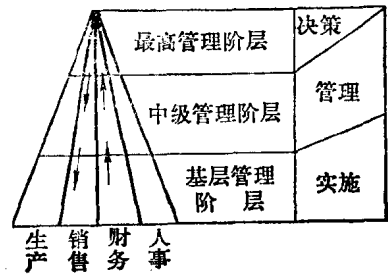 最高管理阶层
决策
中级管理阶层
管理
基层管理
阶层
实施
生产
销售
财务
人事